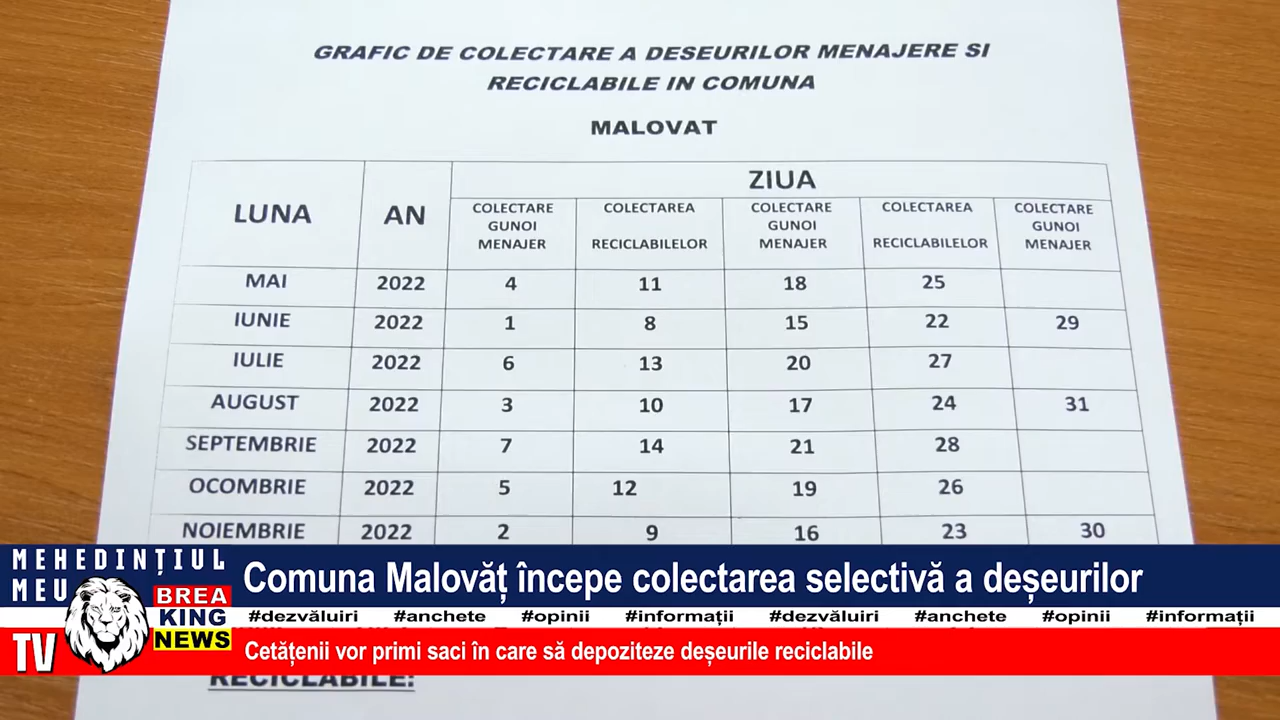 GRAFIC DE COLECTARE A DESEURILOR MENAJERE SI
RECICLABILE IN COMUNA
MALOVAT
LUNA AN ZIUA
COLECTARE GUNOI MENAJER
COLECTAREA RECICLABILELOR
COLECTARE GUNOI MENAJER
COLECTAREA RECICLABILELOR
COLECTARE GUNOI MENAJER
MAI 2022 4 11 18 25
IUNIE 2022 1 8 15 22 29
IULIE 2022 6 13 20 27
AUGUST 2022 3 10 17 24 31
SEPTEMBRIE 2022 7 14 21 28
OCOMBRIE 2022 5 12 19 26
NOIEMBRIE 2022 2 9 16 23 30
MEHEDINȚIUL
MEU
TV
BREA
KING
NEWS
Comuna Malovăț începe colectarea selectivă a deșeurilor
#dezvăluiri #anchete #opinii #informații #dezvăluiri #anchete #opinii #informații
Cetățenii vor primi saci în care să depoziteze deșeurile reciclabile
RECICLABILE: